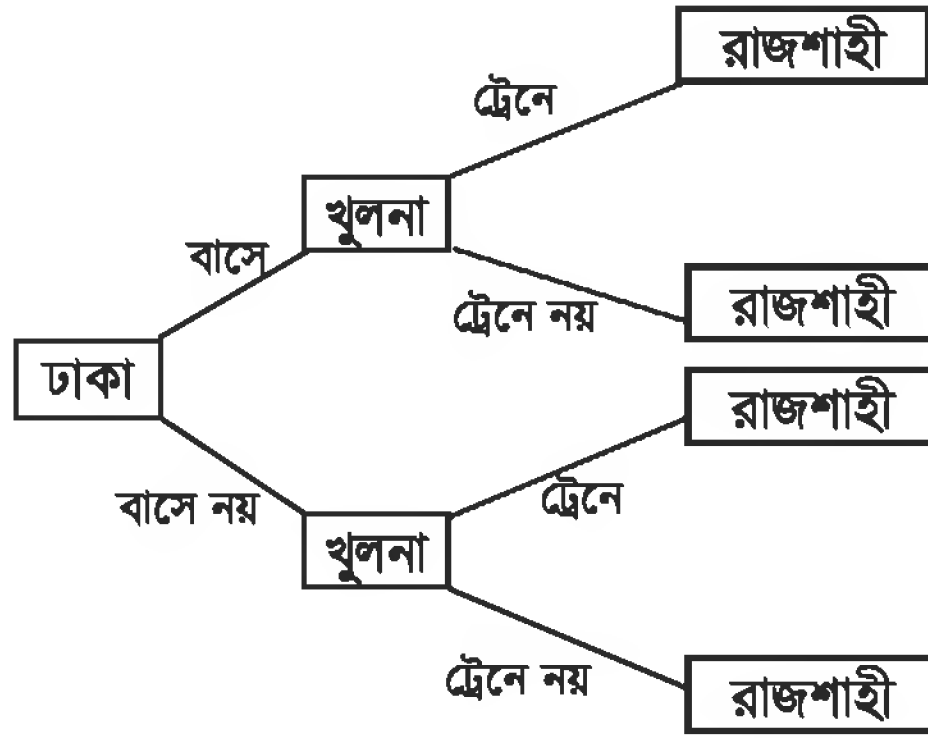 রাজশাহী
ট্রেনে
খুলনা
বাসে
রাজশাহী
ট্রেনে নয়
ঢাকা
রাজশাহী
বাসে নয়
ট্রেনে
খুলনা
ট্রেনে নয়
রাজশাহী